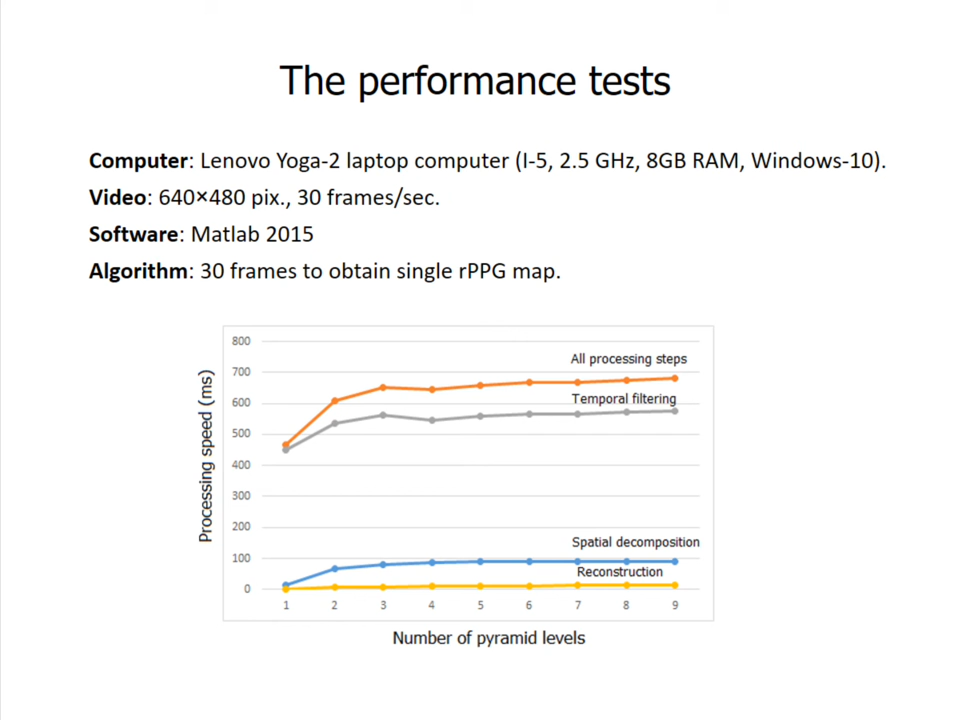 The performance tests
Computer: Lenovo Yoga-2 laptop computer (I-5, 2.5 GHz, 8GB RAM, Windows-10).
Video: 640×480 pix., 30 frames/sec.
Software: Matlab 2015
Algorithm: 30 frames to obtain single rPPG map.
Processing speed (ms)
800
700
600
500
400
300
200
100
0
All processing steps
Temporal filtering
Spatial decomposition
Reconstruction
1 2 3 4 5 6 7 8 9
Number of pyramid levels